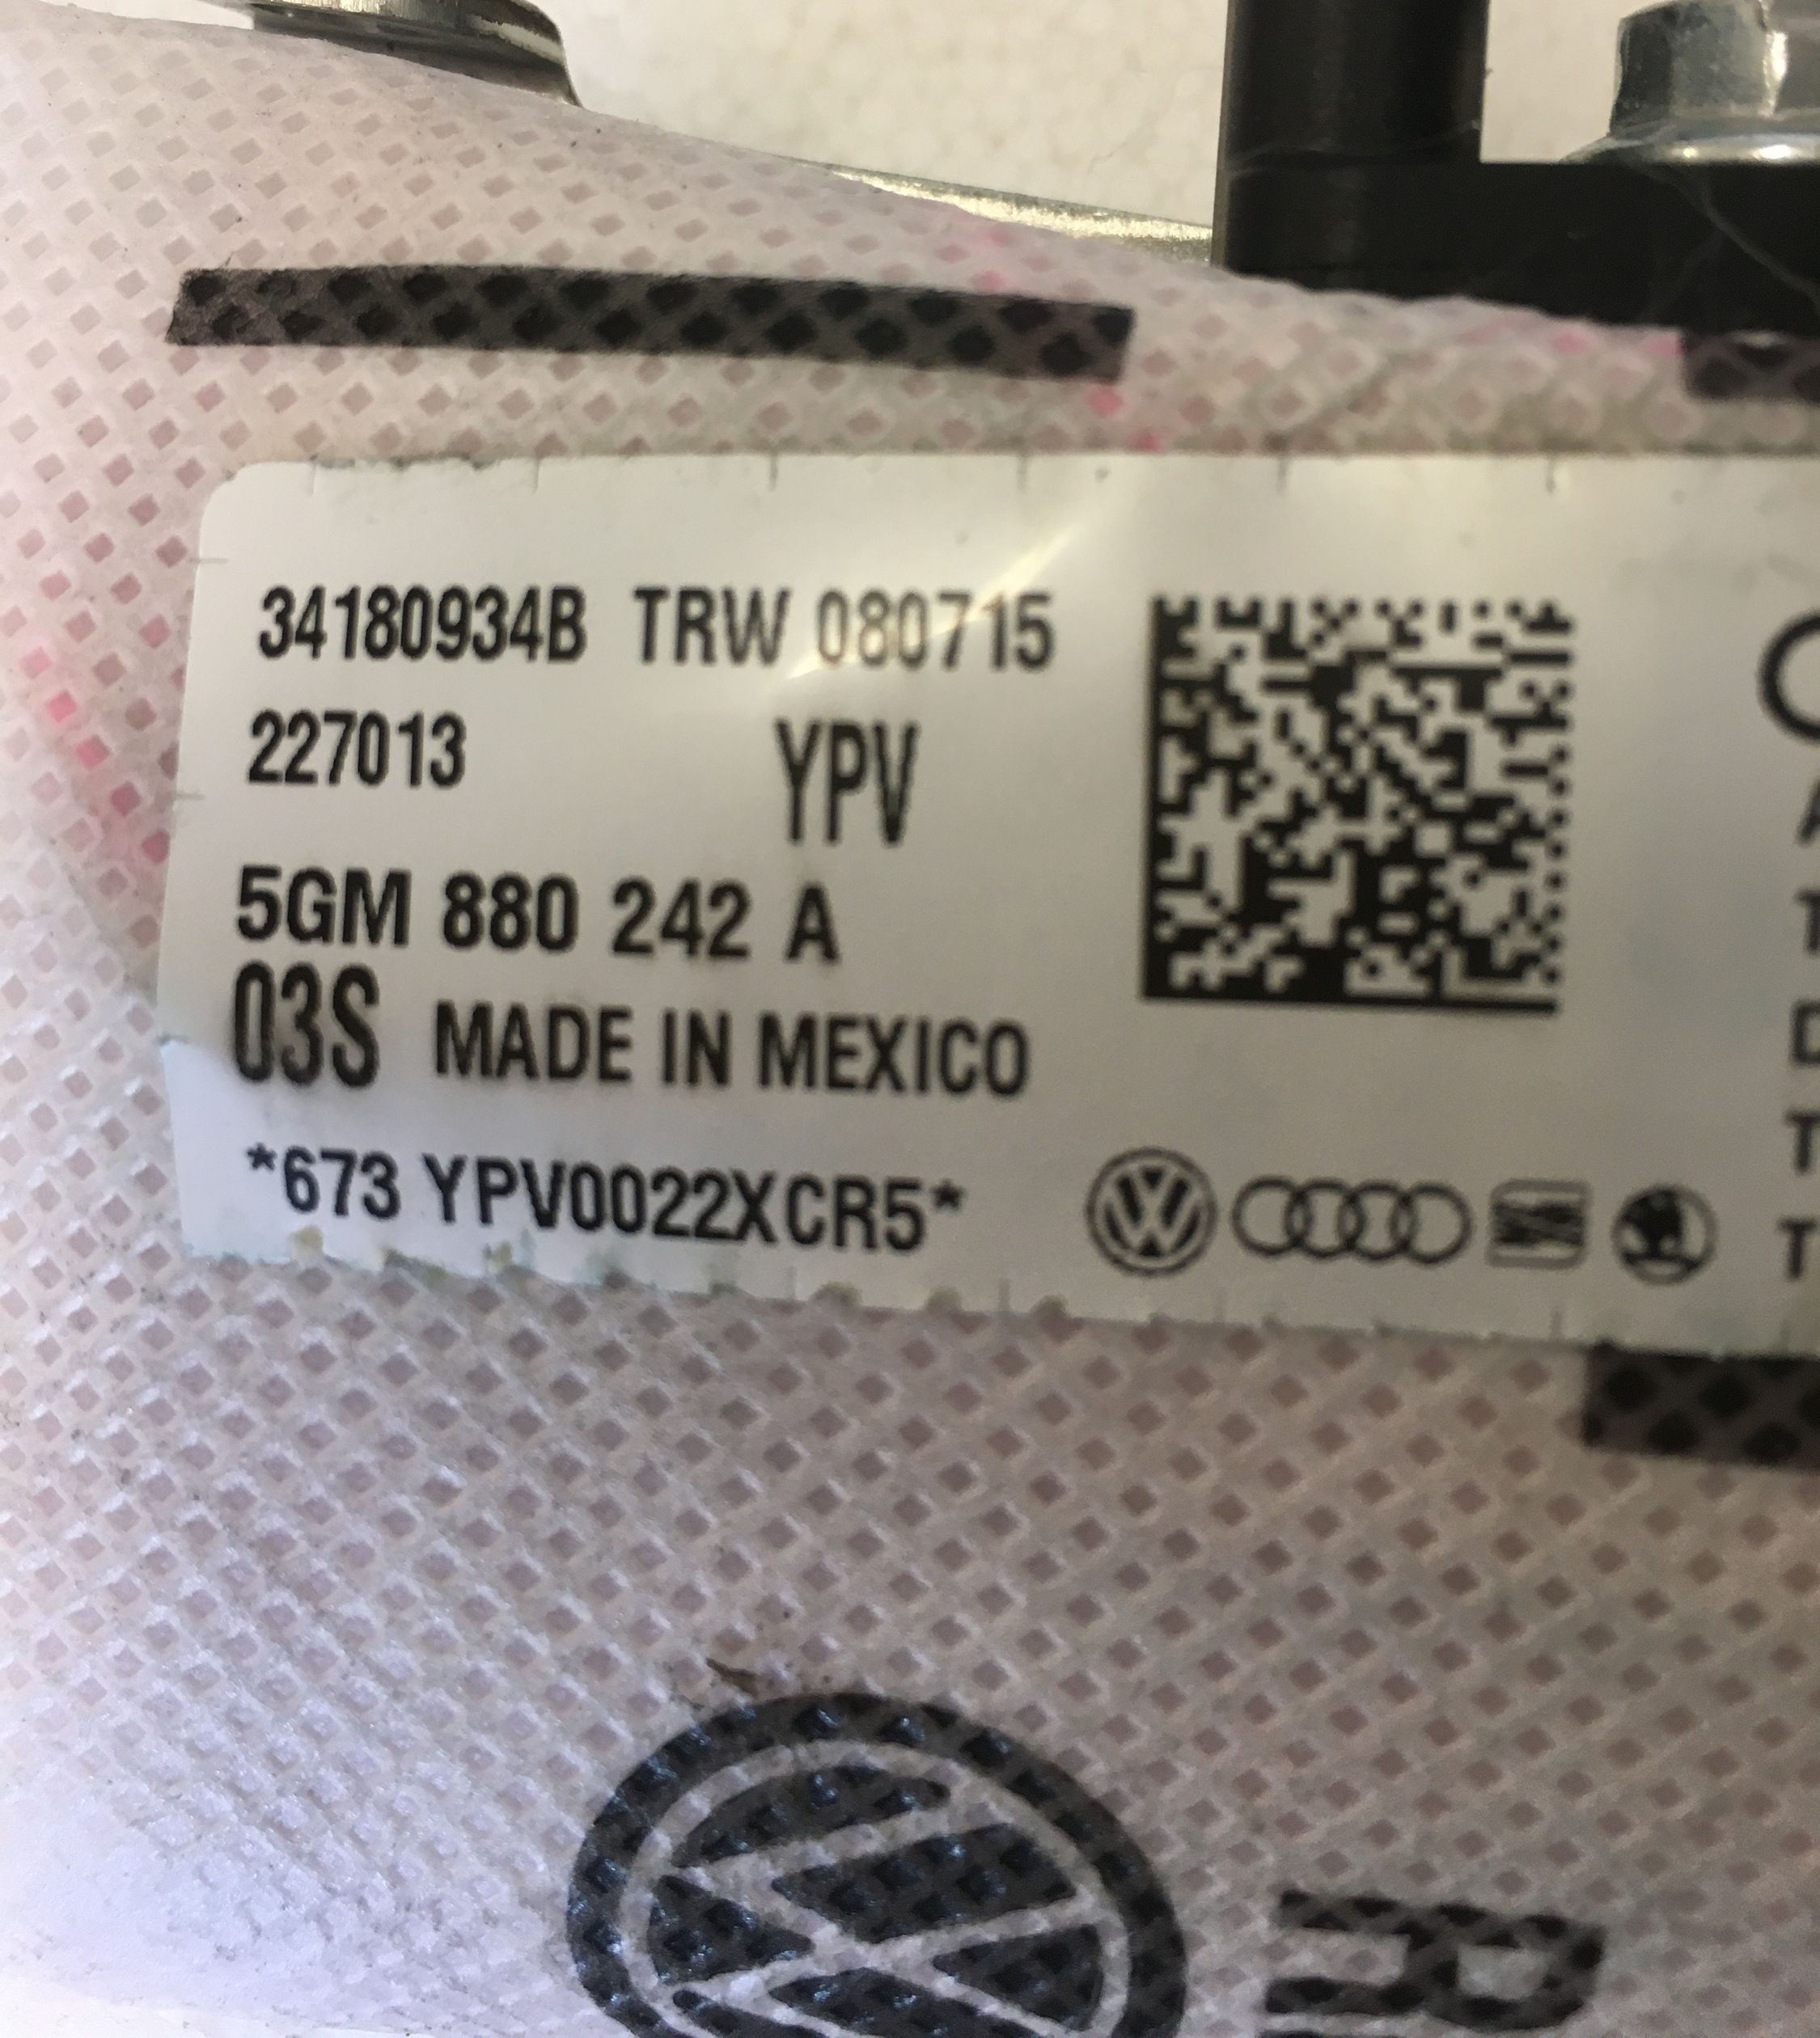 34180934B TRW 080715
227013 YPV
5GM 880 242 A
03S MADE IN MEXICO
*673 YPV0022XCR5*
R